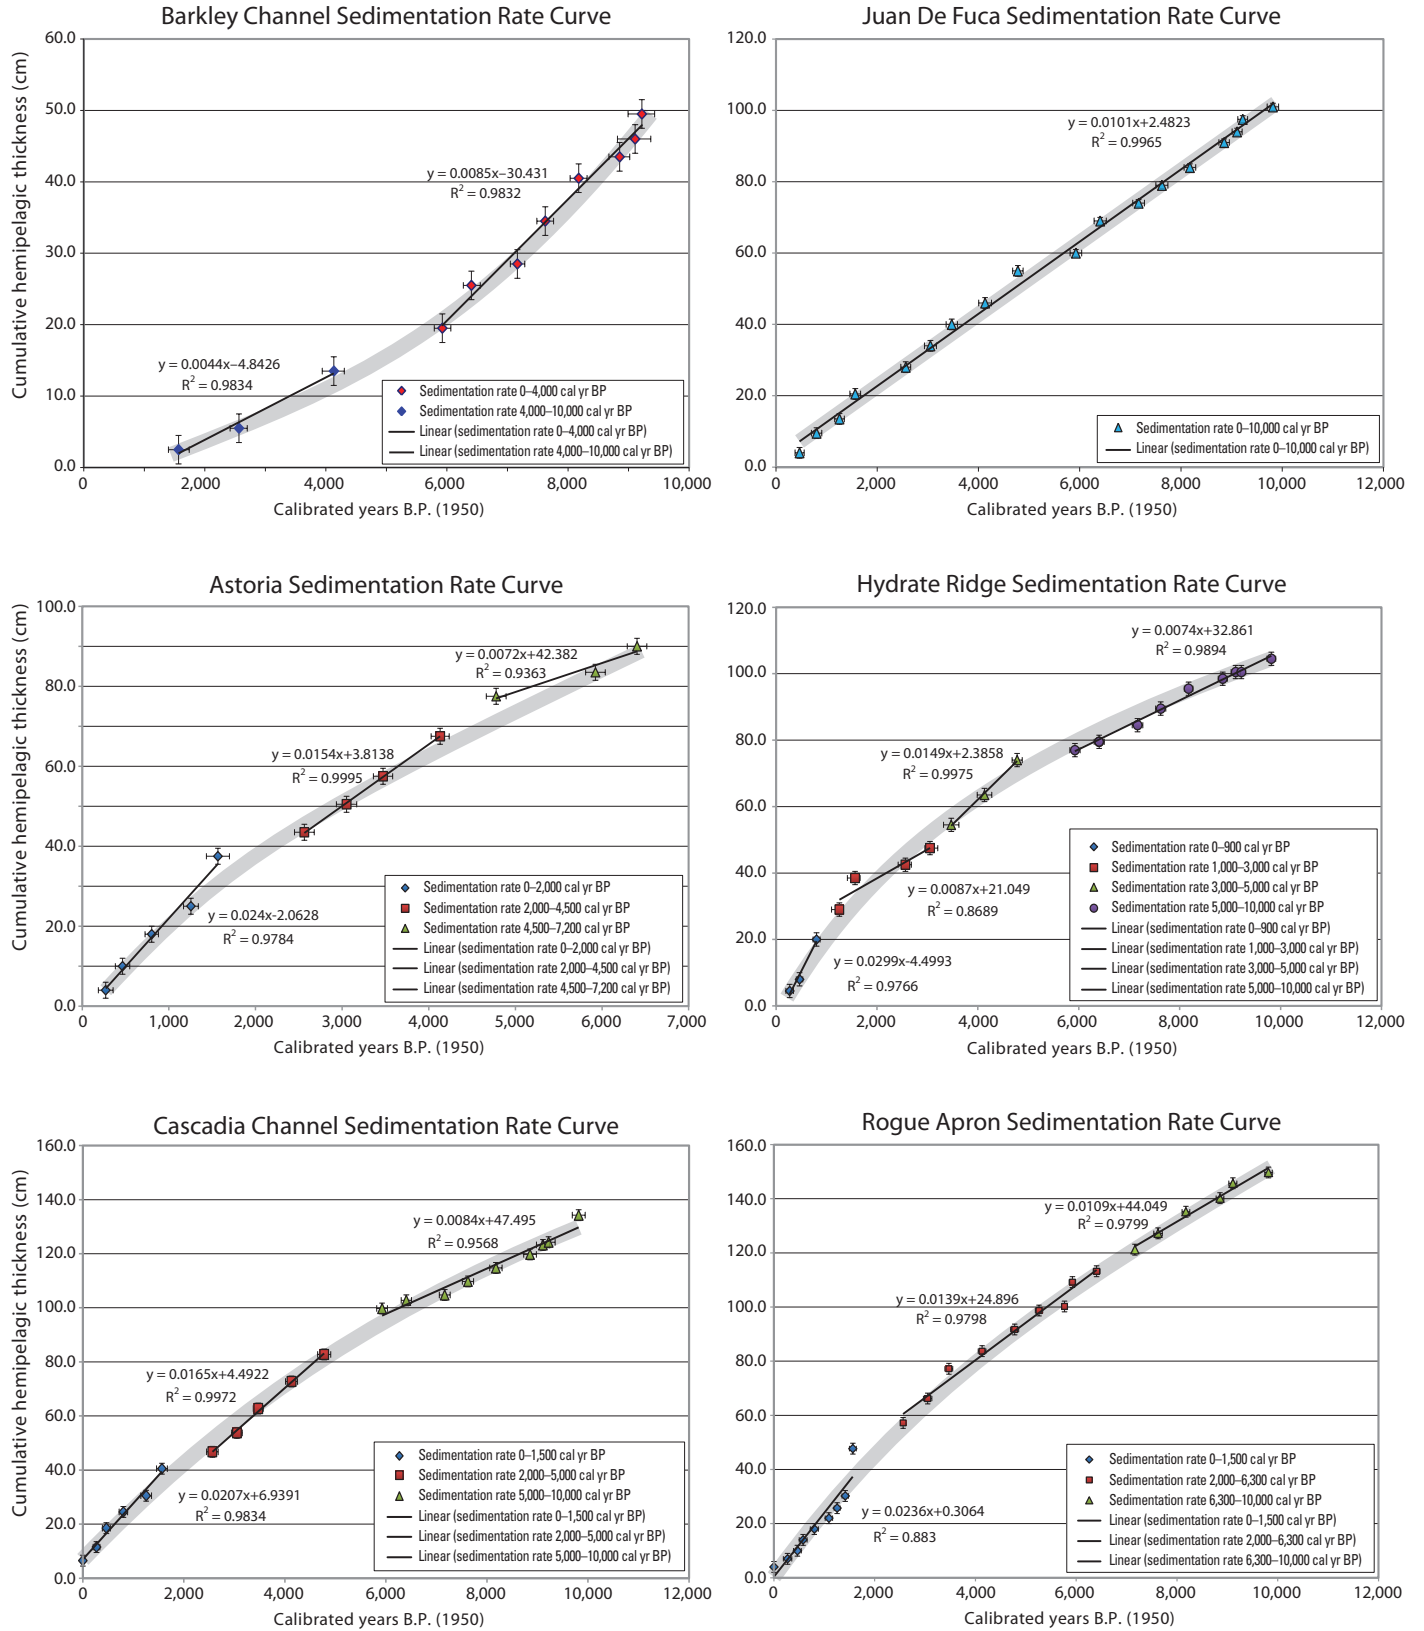 Barkley Channel Sedimentation Rate Curve
Cumulative hemipelagic thickness (cm)
60.0
50.0
40.0
30.0
20.0
10.0
0.0
y = 0.0085x–30.431
R2 = 0.9832
y = 0.0044x–4.8426
R2 = 0.9834
Sedimentation rate 0–4,000 cal yr BP
Sedimentation rate 4,000–10,000 cal yr BP
Linear (sedimentation rate 0–4,000 cal yr BP)
Linear (sedimentation rate 4,000–10,000 cal yr BP)
0 2,000 4,000 6,000 8,000 10,000
Calibrated years B.P. (1950)
Juan De Fuca Sedimentation Rate Curve
120.0
100.0
80.0
60.0
40.0
20.0
0.0
y = 0.0101x+2.4823
R2 = 0.9965
Sedimentation rate 0–10,000 cal yr BP
Linear (sedimentation rate 0–10,000 cal yr BP)
0 2,000 4,000 6,000 8,000 10,000 12,000
Calibrated years B.P. (1950)
Astoria Sedimentation Rate Curve
Cumulative hemipelagic thickness (cm)
100.0
80.0
60.0
40.0
20.0
0.0
y = 0.0072x+42.382
R2 = 0.9363
y = 0.0154x+3.8138
R2 = 0.9995
y = 0.024x-2.0628
R2 = 0.9784
Sedimentation rate 0–2,000 cal yr BP
Sedimentation rate 2,000–4,500 cal yr BP
Sedimentation rate 4,500–7,200 cal yr BP
Linear (sedimentation rate 0–2,000 cal yr BP)
Linear (sedimentation rate 2,000–4,500 cal yr BP)
Linear (sedimentation rate 4,500–7,200 cal yr BP)
0 1,000 2,000 3,000 4,000 5,000 6,000 7,000
Calibrated years B.P. (1950)
Hydrate Ridge Sedimentation Rate Curve
120.0
100.0
80.0
60.0
40.0
20.0
0.0
y = 0.0074x+32.861
R2 = 0.9894
y = 0.0149x+2.3858
R2 = 0.9975
y = 0.0087x+21.049
R2 = 0.8689
y = 0.0299x-4.4993
R2 = 0.9766
Sedimentation rate 0–900 cal yr BP
Sedimentation rate 1,000–3,000 cal yr BP
Sedimentation rate 3,000–5,000 cal yr BP
Sedimentation rate 5,000–10,000 cal yr BP
Linear (sedimentation rate 0–900 cal yr BP)
Linear (sedimentation rate 1,000–3,000 cal yr BP)
Linear (sedimentation rate 3,000–5,000 cal yr BP)
Linear (sedimentation rate 5,000–10,000 cal yr BP)
0 2,000 4,000 6,000 8,000 10,000 12,000
Calibrated years B.P. (1950)
Cascadia Channel Sedimentation Rate Curve
Cumulative hemipelagic thickness (cm)
160.0
140.0
120.0
100.0
80.0
60.0
40.0
20.0
0.0
y = 0.0084x+47.495
R2 = 0.9568
y = 0.0165x+4.4922
R2 = 0.9972
y = 0.0207x+6.9391
R2 = 0.9834
Sedimentation rate 0–1,500 cal yr BP
Sedimentation rate 2,000–5,000 cal yr BP
Sedimentation rate 5,000–10,000 cal yr BP
Linear (sedimentation rate 0–1,500 cal yr BP)
Linear (sedimentation rate 2,000–5,000 cal yr BP)
Linear (sedimentation rate 5,000–10,000 cal yr BP)
0 2,000 4,000 6,000 8,000 10,000 12,000
Calibrated years B.P. (1950)
Rogue Apron Sedimentation Rate Curve
160.0
140.0
120.0
100.0
80.0
60.0
40.0
20.0
0.0
y = 0.0109x+44.049
R2 = 0.9799
y = 0.0139x+24.896
R2 = 0.9798
y = 0.0236x+0.3064
R2 = 0.883
Sedimentation rate 0–1,500 cal yr BP
Sedimentation rate 2,000–6,300 cal yr BP
Sedimentation rate 6,300–10,000 cal yr BP
Linear (sedimentation rate 0–1,500 cal yr BP)
Linear (sedimentation rate 2,000–6,300 cal yr BP)
Linear (sedimentation rate 6,300–10,000 cal yr BP)
0 2,000 4,000 6,000 8,000 10,000 12,000
Calibrated years B.P. (1950)